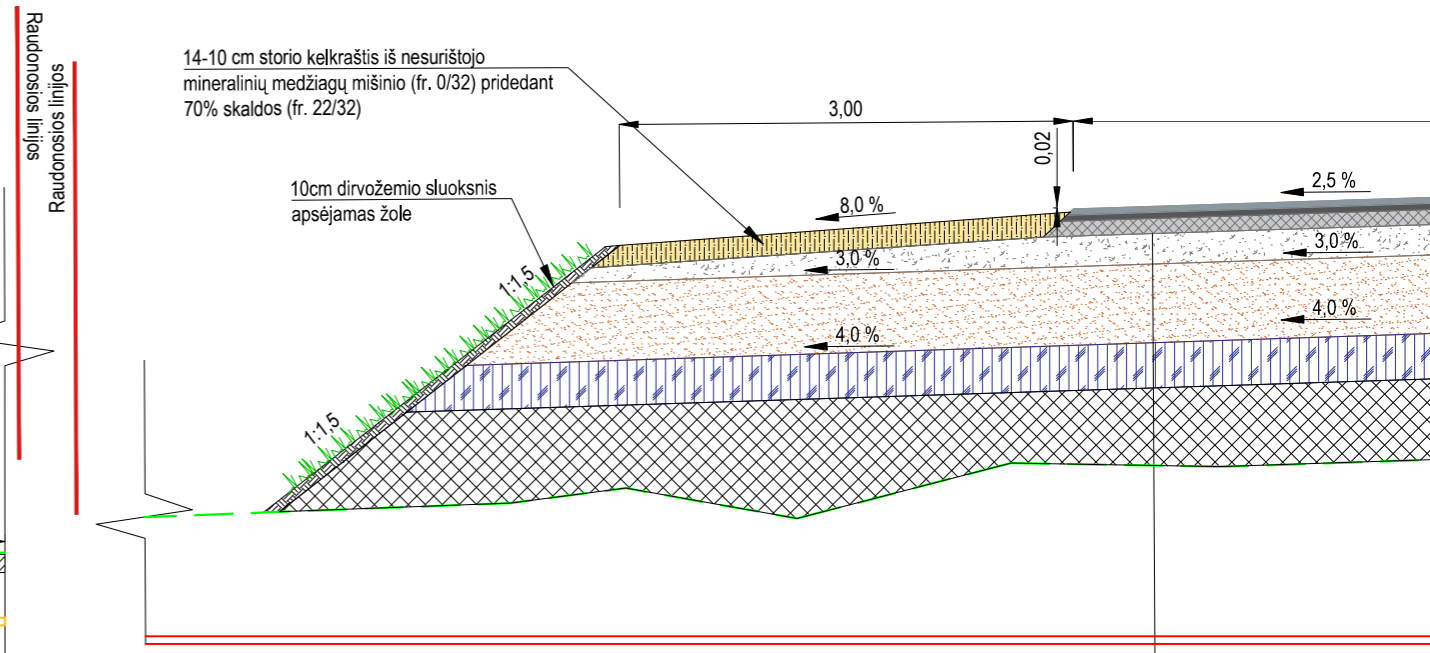 Raudonosios linijos
Raudonosios linijos
14-10 cm storio kelkraštis iš nesurištojo
mineralinių medžiagų mišinio (fr. 0/32) pridedant
70% skaldos (fr. 22/32)
3,00
0,02
10cm dirvožemio sluoksnis
apsėjamas žole
8,0 %
2,5 %
3,0 %
3,0 %
1:1,5
4,0 %
4,0 %
1:1,5